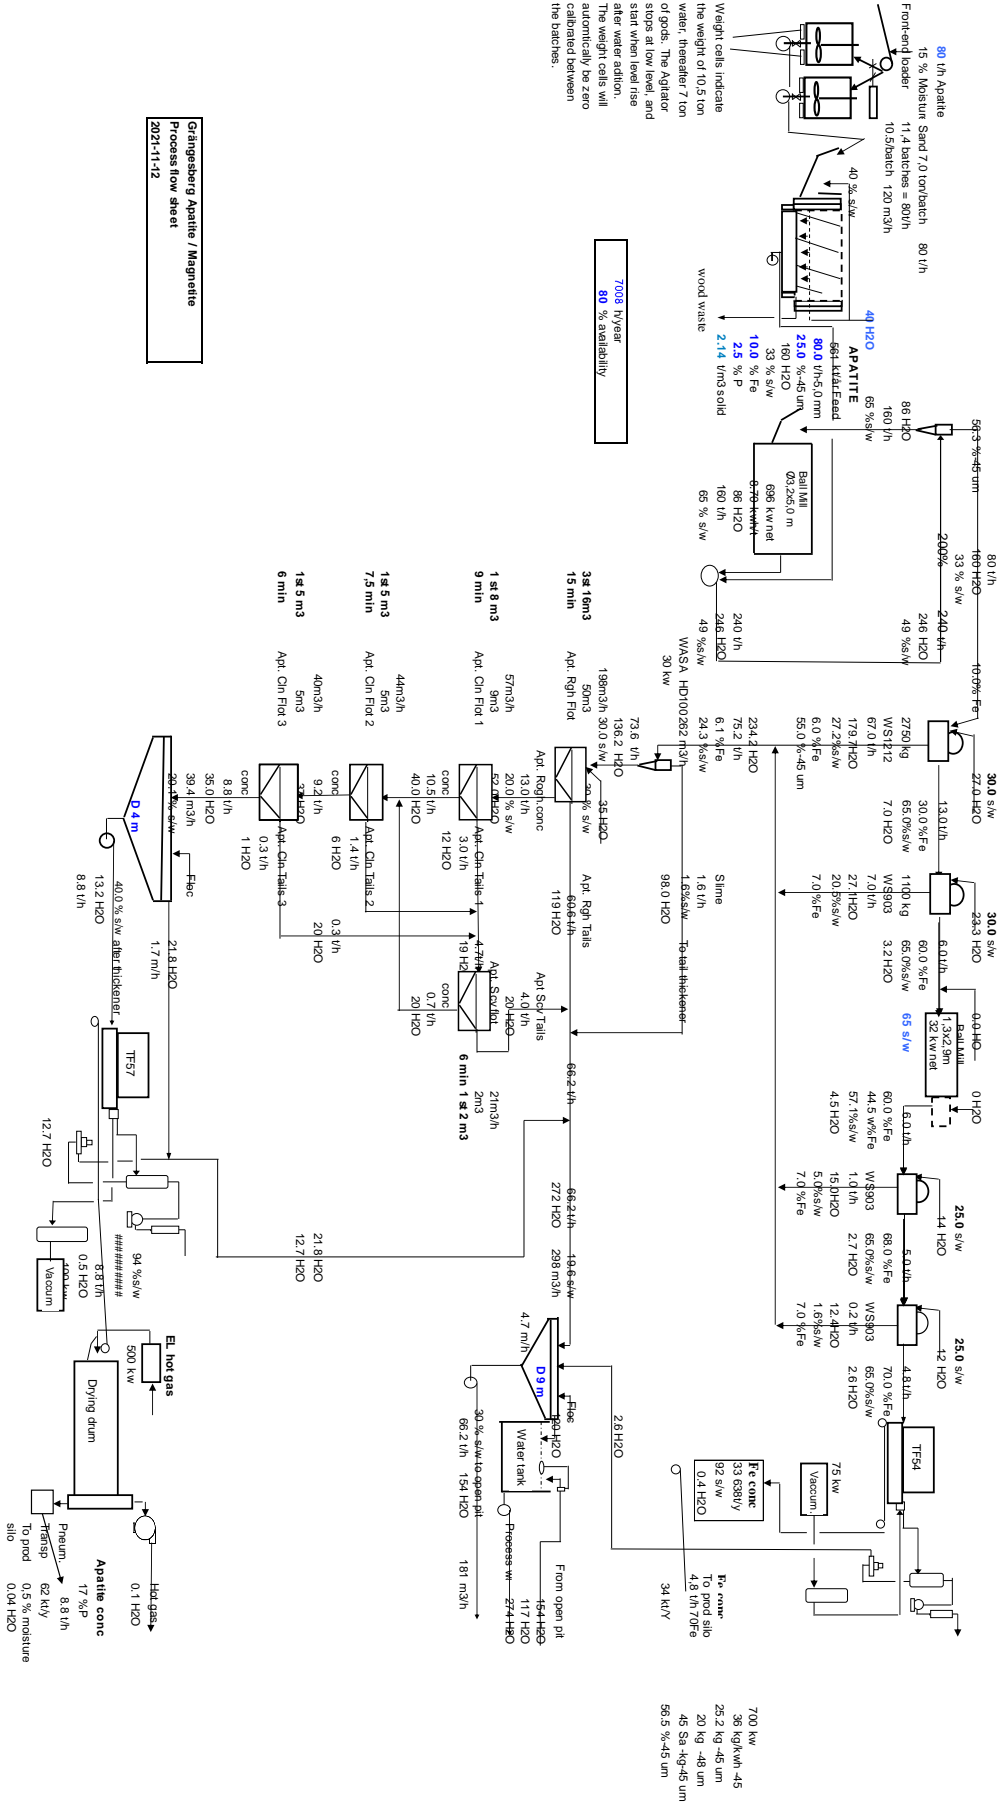 80 t/h Apatite
15 % Moisture
Front-end loader
Sand 7,0 ton/batch
11,4 batches = 80t/h
10.5/batch 120 m3/h
80 t/h
Weight cells indicate
the weight of 10,5 ton
water, thereafter 7 ton
of gods. The Agitator
stops at low level, and
start when level rise
after water adition.
The weight cells will
automtically be zero
calibrated between
the batches.
40 % s/w
40 H2O
wood waste
Grängesberg Apatite / Magnetite
Process flow sheet
2021-11-12
7008 h/year
80 % availability
APATITE
561 kt/år Feed
80.0 t/h-5,0 mm
25.0 %-45 um
160 H2O
33 % s/w
10.0 % Fe
2.5 % P
2.14 t/m3 solid
56.3 %-45 um
86 H2O
160 t/h
65 %s/w
Ball Mill
Ø3,2x5,0 m
696 kw net
8.70 kwh/t
86 H2O
160 t/h
65 % s/w
80 t/h
160 H2O
33 % s/w
200%
240 t/h
246 H2O
49 %s/w
240 t/h
246 H2O
49 %s/w
10.0% Fe
27.0 H2O
30.0 s/w
2750 kg
WS1212
67.0 t/h
179.7H2O
27.2%s/w
6.0 %Fe
55.0 %-45 um
13.0 t/h
30.0 %Fe
65.0%s/w
7.0 H2O
23.3 H2O
30.0 s/w
1100 kg
WS903
7.0 t/h
27.1H2O
20.5%s/w
7.0 %Fe
6.0 t/h
60.0 %Fe
65.0%s/w
3.2 H2O
65 s/w
0.0 HO
Ball Mill
1,3x2,9m
32 kw net
0 H2O
6.0 t/h
60.0 %Fe
44.5 w%Fe
57.1%s/w
4.5 H2O
25.0 s/w
14 H2O
WS903
1.0 t/h
15.0H2O
5.0%s/w
7.0 %Fe
5.0 t/h
68.0 %Fe
65.0%s/w
2.7 H2O
25.0 s/w
12 H2O
WS903
0.2 t/h
12.4H2O
1.6%s/w
7.0 %Fe
4.8 t/h
70.0 %Fe
65.0%s/w
2.6 H2O
TF54
75 kw
Vaccum.
Fe conc
33 638t/y
92 s/w
0.4 H2O
Fe conc
To prod silo
4,8 t/h 70Fe
34 kt/Y
2.6 H2O
234.2 H2O
75.2 t/h
6.1 %Fe
24.3 %s/w
262 m3/h
WASA HD100
30 kw
73.6 t/h
136.2 H2O
30.0 s/w
198m3/h
50m3
Apt. Rgh Flot
3st 16m3
15 min
35 H2O
Slime
1.6 t/h
1.6%s/w
98.0 H2O
To tail thickener
Apt. Rgh Tails
60.6 t/h
119 H2O
Apt. Rogh.conc
13.0 t/h
20.0 % s/w
52.0 H2O
57m3/h
9m3
Apt. Cln Flot 1
1 st 8 m3
9 min
Apt. Cln Tails 1
3.0 t/h
12 H2O
conc
10.5 t/h
40.0 H2O
44m3/h
5m3
Apt. Cln Flot 2
1st 5 m3
7,5 min
Apt. Cln Tails 2
1.4 t/h
6 H2O
conc
9.2 t/h
37 H2O
40m3/h
5m3
Apt. Cln Flot 3
1st 5 m3
6 min
Apt. Cln Tails 3
0.3 t/h
1 H2O
conc
8.8 t/h
35.0 H2O
39.4 m3/h
20.1 % s/w
0.3 t/h
20 H2O
4.7t/h
19 H2O
Apt. Scv flot
Apt Scv Tails
4.0 t/h
20 H2O
conc
0.7 t/h
20 H2O
21m3/h
2m3
6 min 1 st 2 m3
66.2 t/h
66.2 t/h
272 H2O
19.6 s/w
298 m3/h
D 4 m
Floc
40.0 % s/w after thickener
13.2 H2O
8.8 t/h
21.8 H2O
1.7 m/h
TF57
12.7 H2O
21.8 H2O
12.7 H2O
94 %s/w
##########
8.8 t/h
0.5 H2O
100 kw
Vaccum
EL hot gas
500 kw
Drying drum
Hot gas
0.1 H2O
Pneum.
Transp
To prod
silo
Apatite conc
17 %P
8.8 t/h
62 kt/y
0,5 % moisture
0.04 H2O
4.7 m/h
D 9 m
Floc
120 H2O
Water tank
30 % s/w to open pit
66.2 t/h 154 H2O
181 m3/h
Process wt
274 H2O
From open pit
154 H2O
117 H2O
700 kw
36 kg/kwh -45
25.2 kg -45 um
20 kg -48 um
45 Sa -kg-45 um
56.5 %-45 um